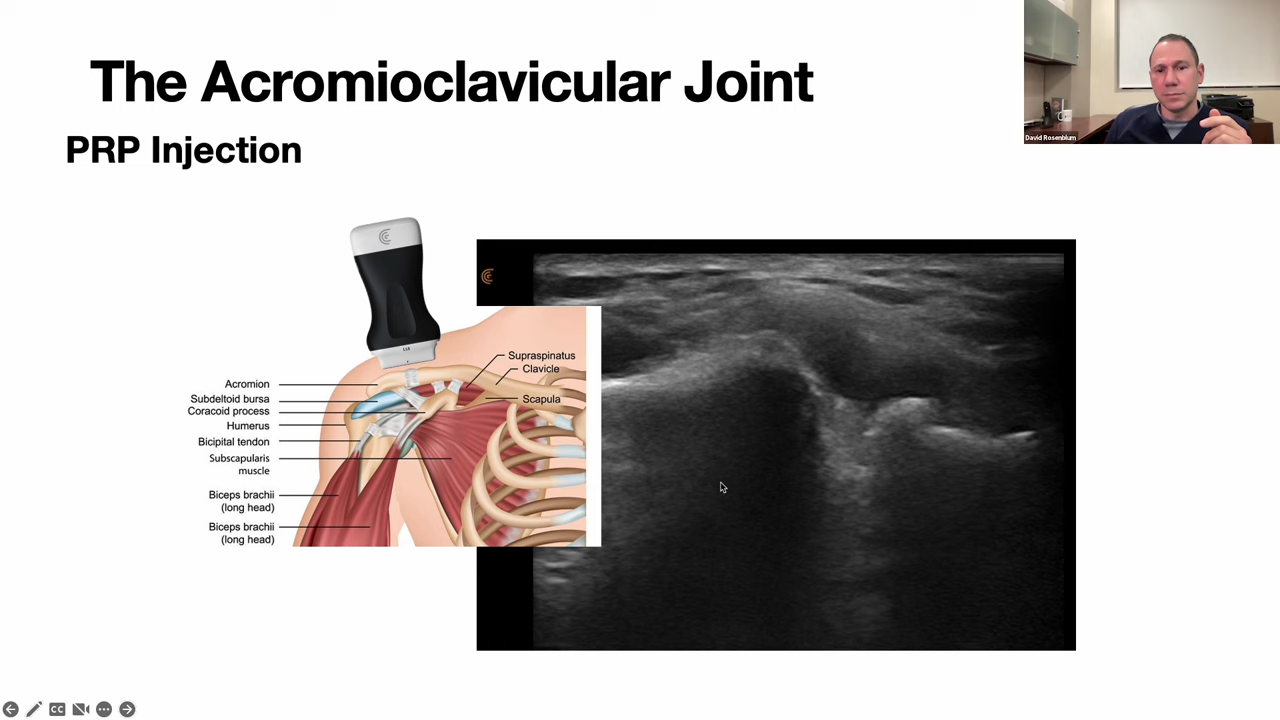 The Acromioclavicular Joint
PRP Injection
David Rosenblum
Supraspinatus
Clavicle
Scapula
Acromion
Subdeltoid bursa
Coracoid process
Humerus
Bicipital tendon
Subscapularis
muscle
Biceps brachii
(long head)
Biceps brachii
(long head)
CC